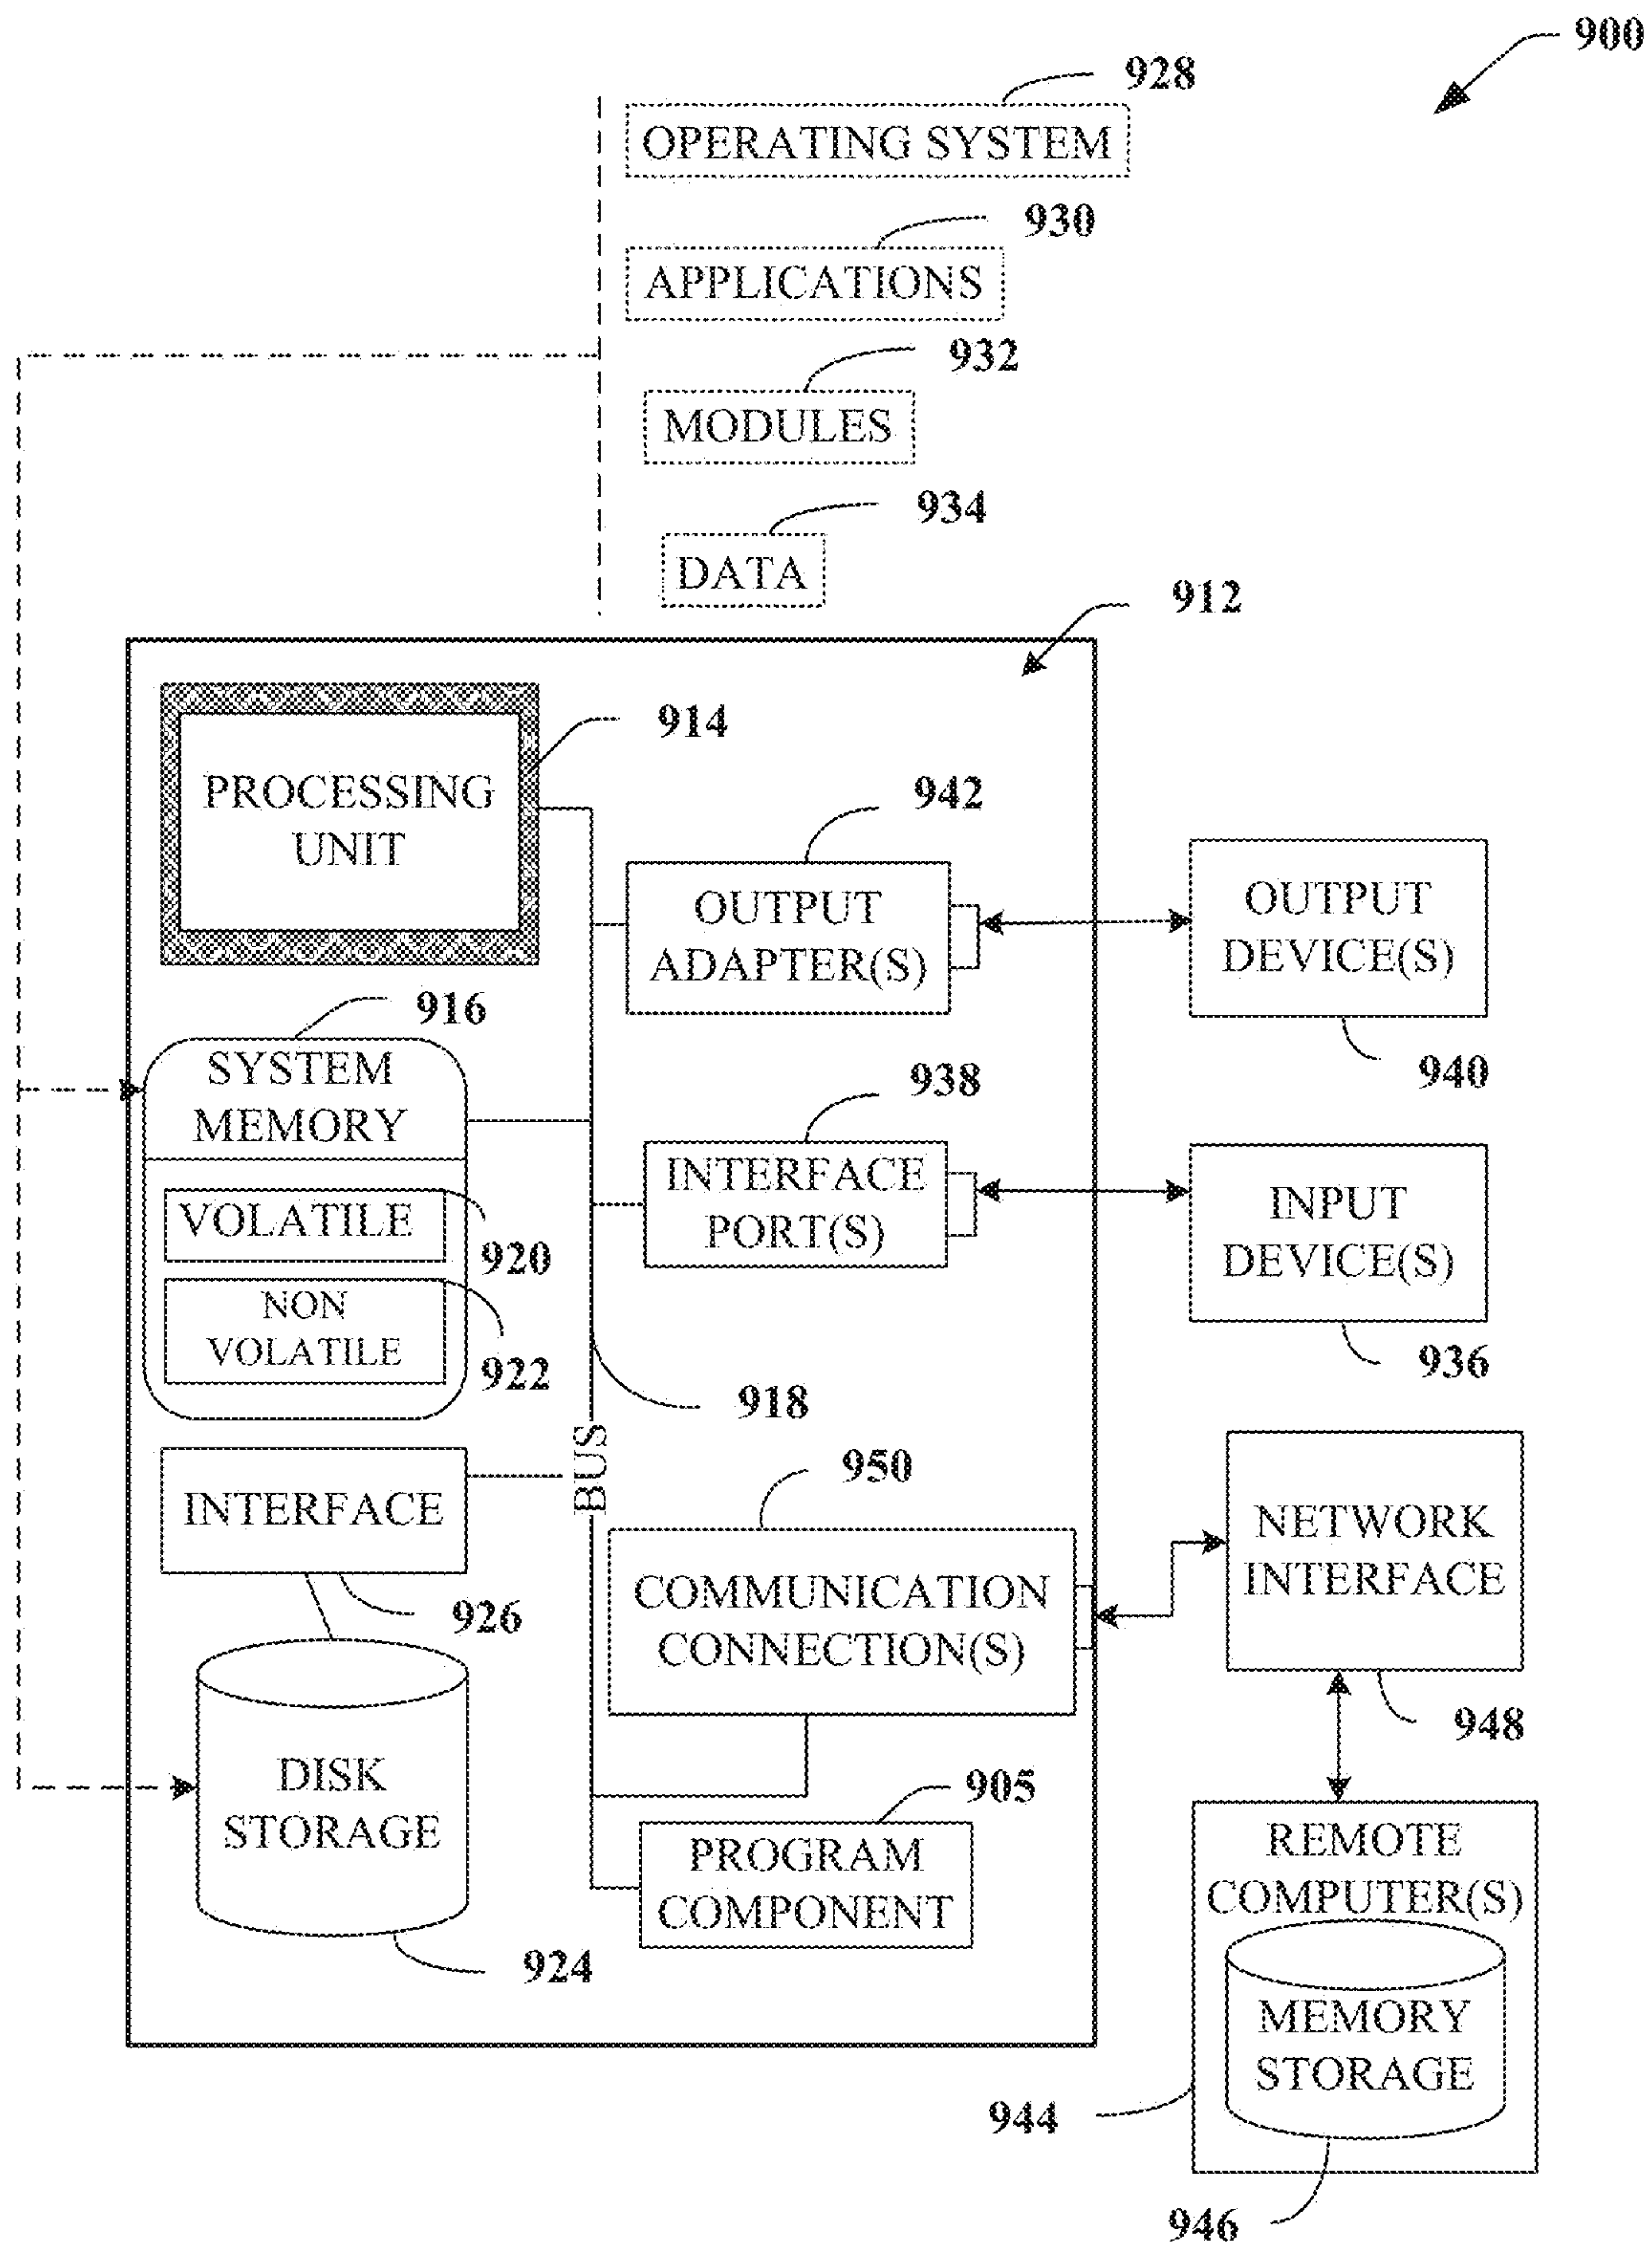 900
928
OPERATING SYSTEM
930
APPLICATIONS
932
MODULES
934
DATA
912
914
PROCESSING
UNIT
942
OUTPUT
ADAPTER(S)
OUTPUT
DEVICE(S)
940
916
SYSTEM
MEMORY
VOLATILE
920
NON
VOLATILE
922
938
INTERFACE
PORT(S)
INPUT
DEVICE(S)
936
918
BUS
INTERFACE
926
950
COMMUNICATION
CONNECTION(S)
NETWORK
INTERFACE
948
DISK
STORAGE
924
905
PROGRAM
COMPONENT
REMOTE
COMPUTER(S)
MEMORY
STORAGE
944
946